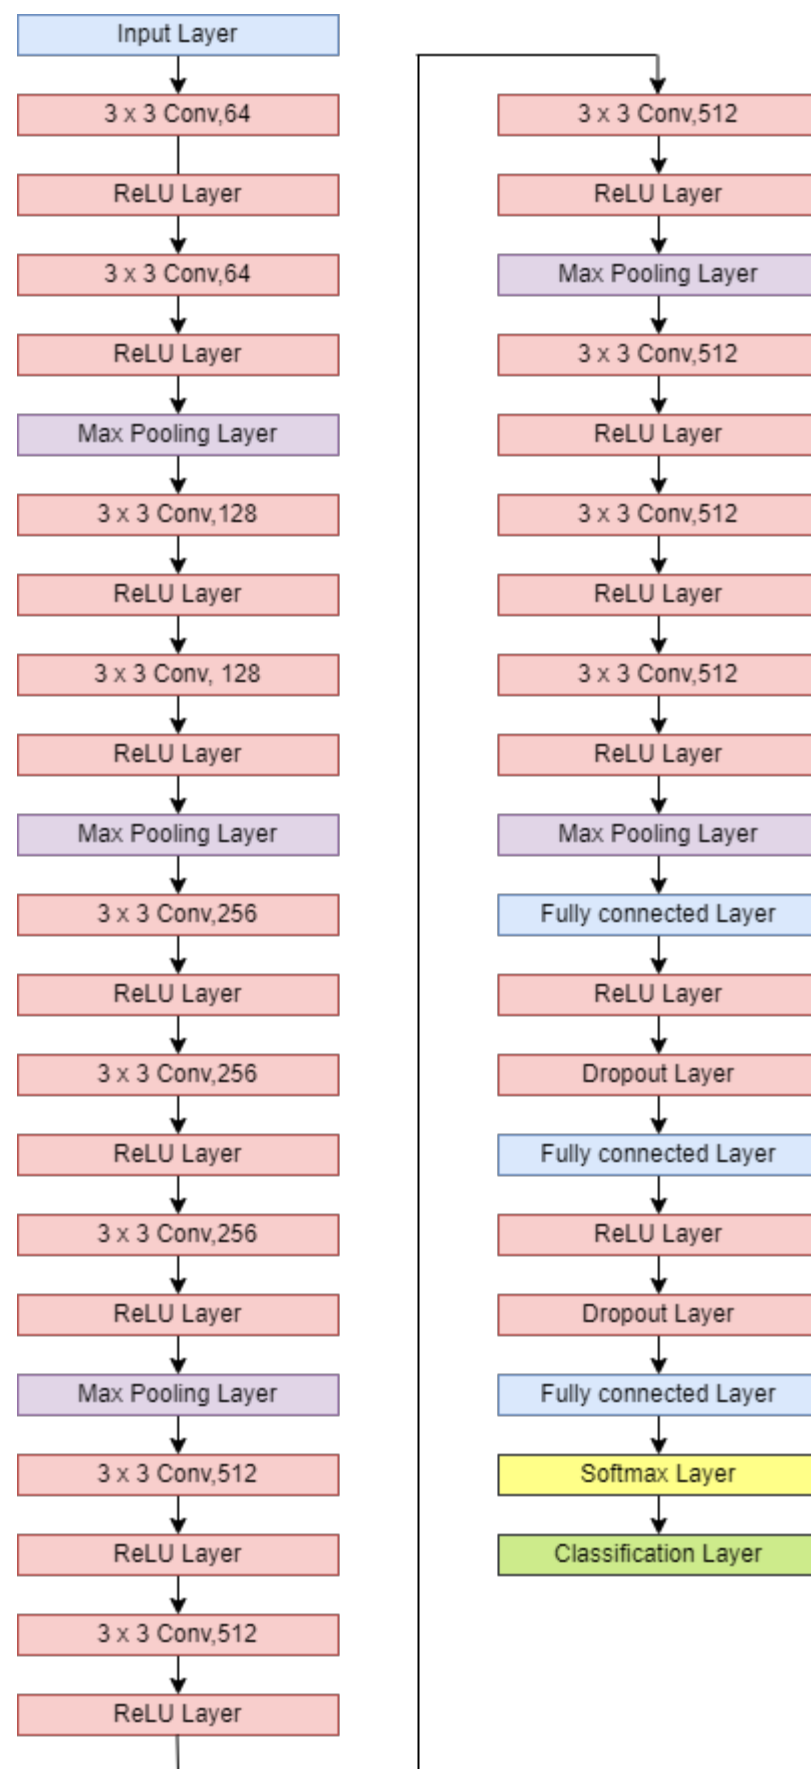 Input Layer
3 x 3 Conv,64
ReLU Layer
3 x 3 Conv,64
ReLU Layer
Max Pooling Layer
3 x 3 Conv,128
ReLU Layer
3 x 3 Conv, 128
ReLU Layer
Max Pooling Layer
3 x 3 Conv,256
ReLU Layer
3 x 3 Conv,256
ReLU Layer
3 x 3 Conv,256
ReLU Layer
Max Pooling Layer
3 x 3 Conv,512
ReLU Layer
3 x 3 Conv,512
ReLU Layer
3 x 3 Conv,512
ReLU Layer
Max Pooling Layer
3 x 3 Conv,512
ReLU Layer
3 x 3 Conv,512
ReLU Layer
3 x 3 Conv,512
ReLU Layer
Max Pooling Layer
Fully connected Layer
ReLU Layer
Dropout Layer
Fully connected Layer
ReLU Layer
Dropout Layer
Fully connected Layer
Softmax Layer
Classification Layer